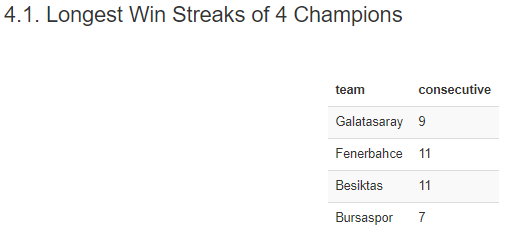 4.1. Longest Win Streaks of 4 Champions
team consecutive
Galatasaray 9
Fenerbahce 11
Besiktas 11
Bursaspor 7